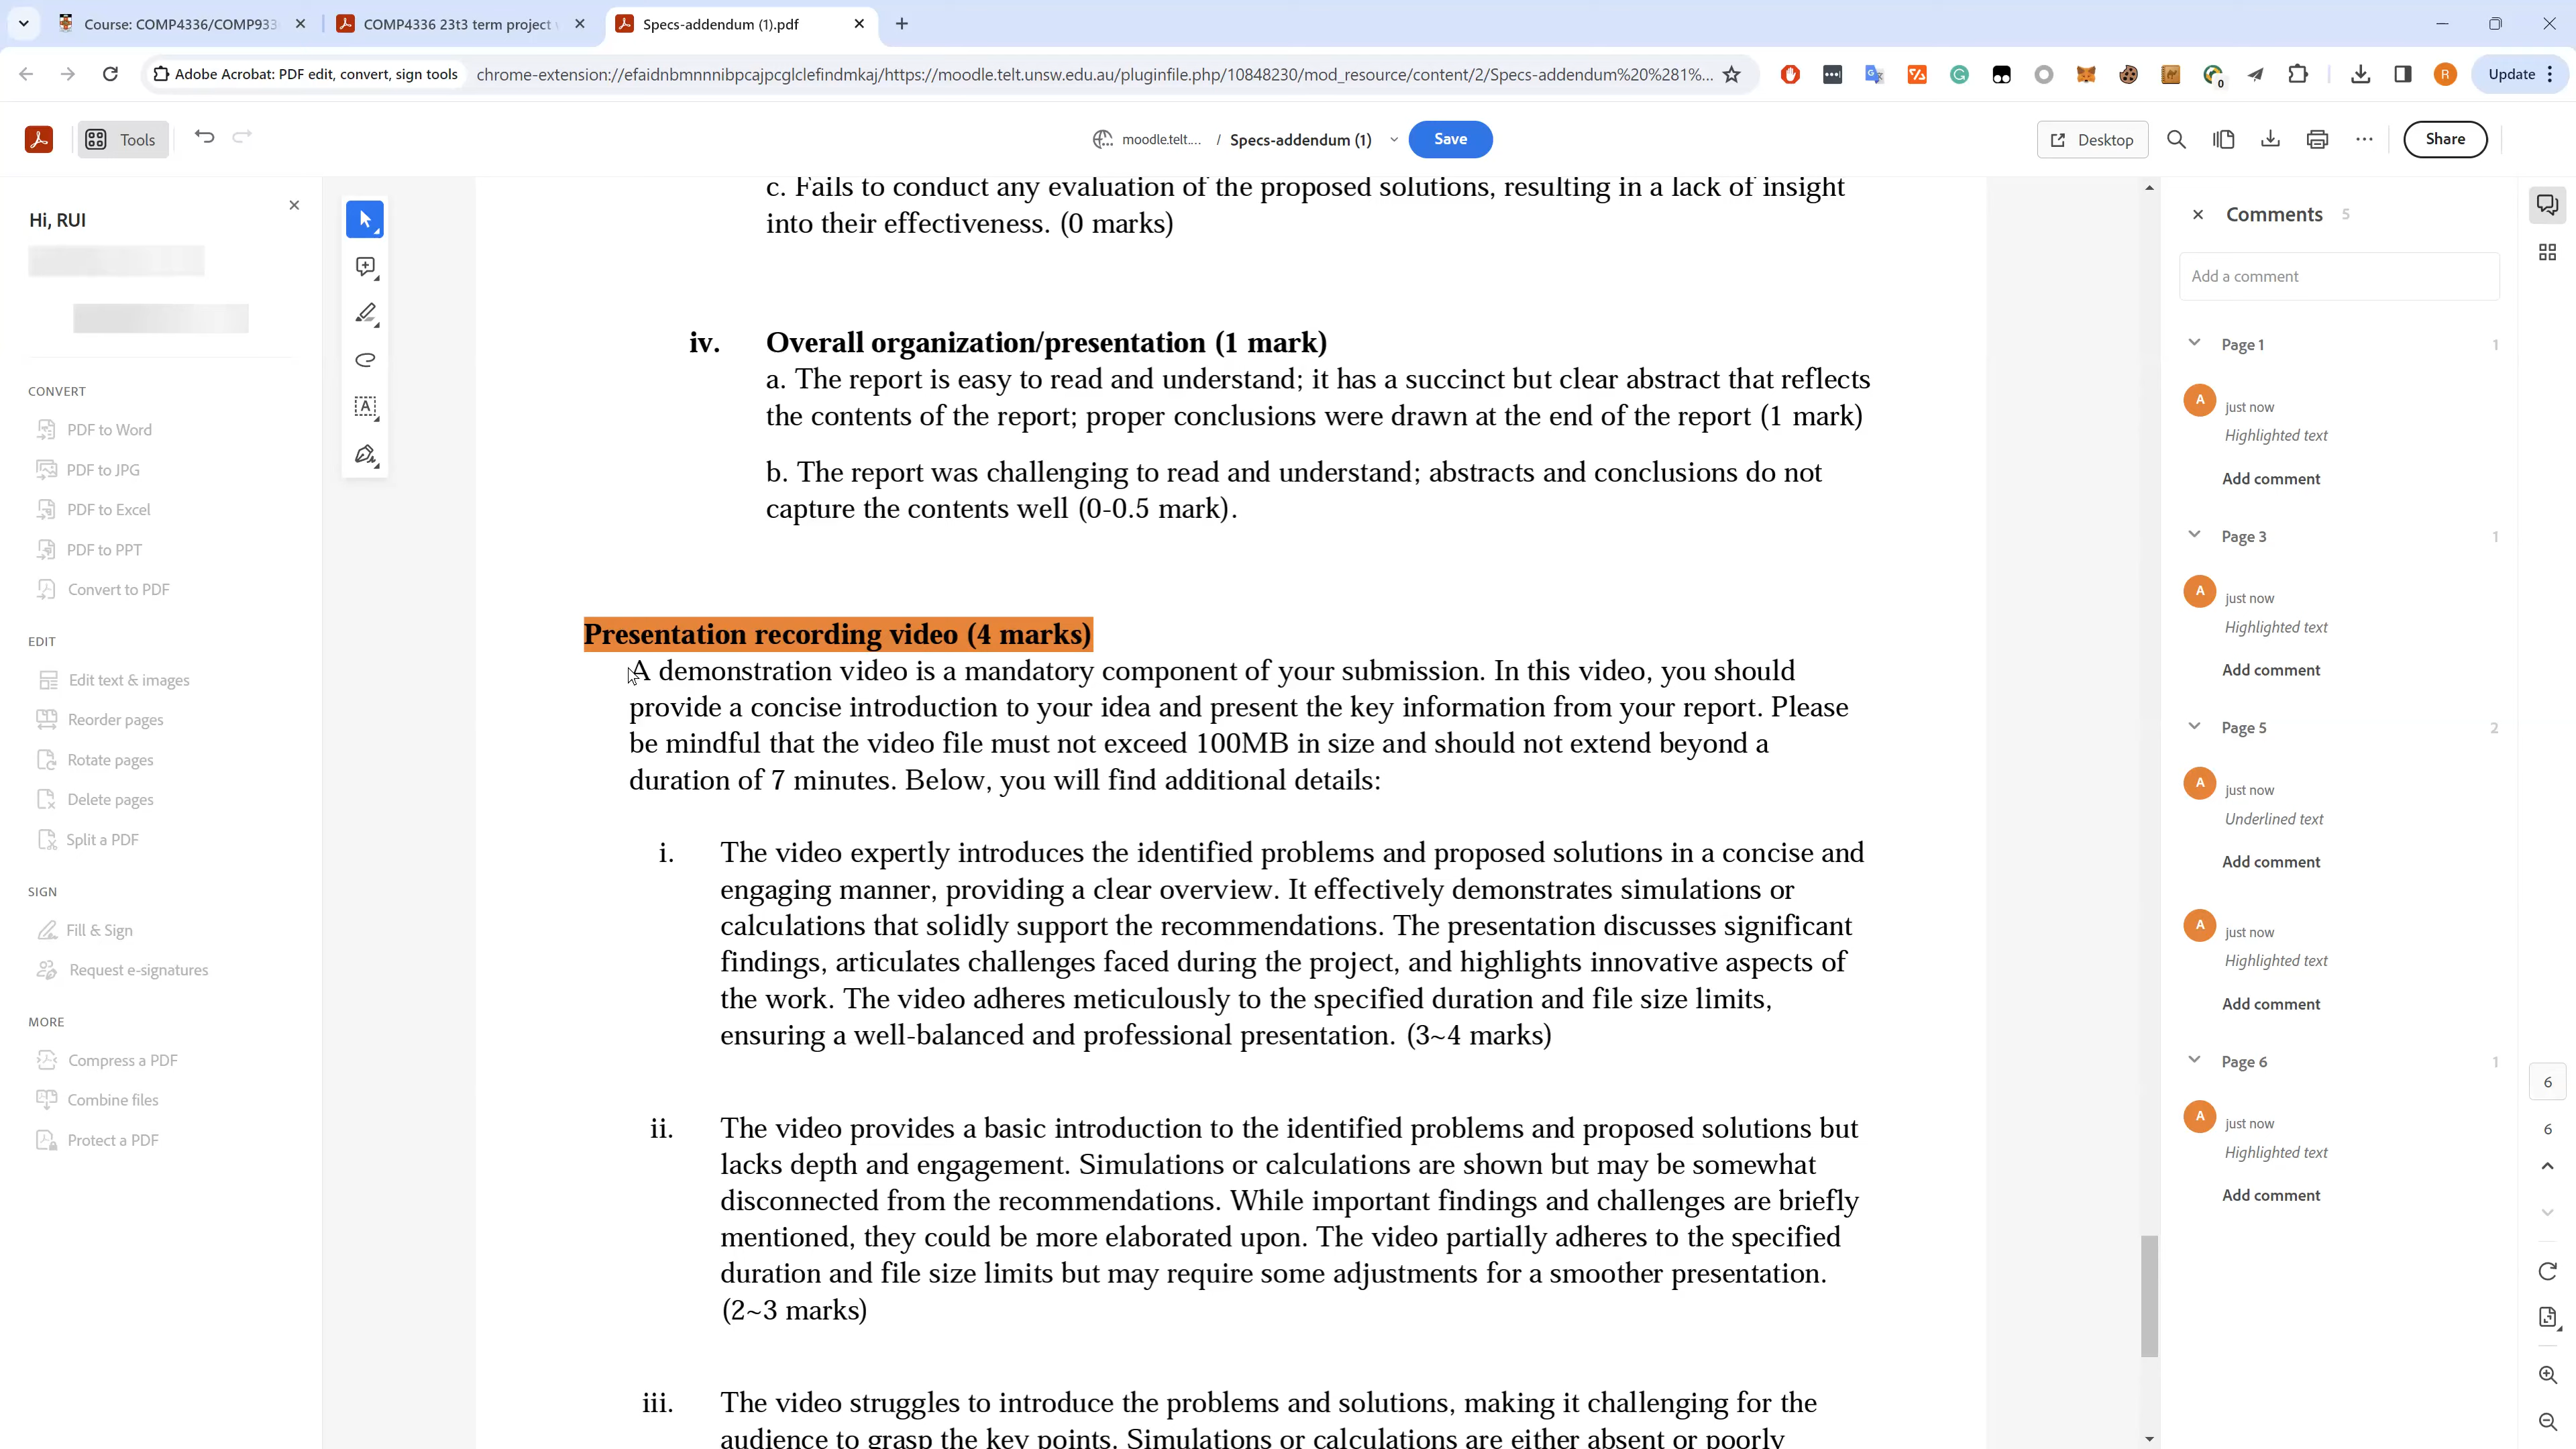 Course: COMP4336/COMP933
COMP4336 23t3 term project
Specs-addendum (1).pdf
Adobe Acrobat: PDF edit, convert, sign tools
chrome-extension://efaidnbmnnnibpcajpcglclefindmkaj/https://moodle.telt.unsw.edu.au/pluginfile.php/10848230/mod_resource/content/2/Specs-addendum%20%281%...
0
R
Update
Tools
moodle.telt.... / Specs-addendum (1)
Save
Desktop
Share
Hi, RUI
CONVERT
PDF to Word
PDF to JPG
PDF to Excel
PDF to PPT
Convert to PDF
EDIT
Edit text & images
Reorder pages
Rotate pages
Delete pages
Split a PDF
SIGN
Fill & Sign
Request e-signatures
MORE
Compress a PDF
Combine files
Protect a PDF
c. Fails to conduct any evaluation of the proposed solutions, resulting in a lack of insight
into their effectiveness. (0 marks)
iv. Overall organization/presentation (1 mark)
a. The report is easy to read and understand; it has a succinct but clear abstract that reflects
the contents of the report; proper conclusions were drawn at the end of the report (1 mark)
b. The report was challenging to read and understand; abstracts and conclusions do not
capture the contents well (0-0.5 mark).
Presentation recording video (4 marks)
A demonstration video is a mandatory component of your submission. In this video, you should
provide a concise introduction to your idea and present the key information from your report. Please
be mindful that the video file must not exceed 100MB in size and should not extend beyond a
duration of 7 minutes. Below, you will find additional details:
i. The video expertly introduces the identified problems and proposed solutions in a concise and
engaging manner, providing a clear overview. It effectively demonstrates simulations or
calculations that solidly support the recommendations. The presentation discusses significant
findings, articulates challenges faced during the project, and highlights innovative aspects of
the work. The video adheres meticulously to the specified duration and file size limits,
ensuring a well-balanced and professional presentation. (3~4 marks)
ii. The video provides a basic introduction to the identified problems and proposed solutions but
lacks depth and engagement. Simulations or calculations are shown but may be somewhat
disconnected from the recommendations. While important findings and challenges are briefly
mentioned, they could be more elaborated upon. The video partially adheres to the specified
duration and file size limits but may require some adjustments for a smoother presentation.
(2~3 marks)
iii. The video struggles to introduce the problems and solutions, making it challenging for the
audience to grasp the key points. Simulations or calculations are either absent or poorly
Comments 5
Add a comment
Page 1 1
A
just now
Highlighted text
Add comment
Page 3 1
A
just now
Highlighted text
Add comment
Page 5 2
A
just now
Underlined text
Add comment
A
just now
Highlighted text
Add comment
Page 6 1
A
just now
Highlighted text
Add comment
6
6